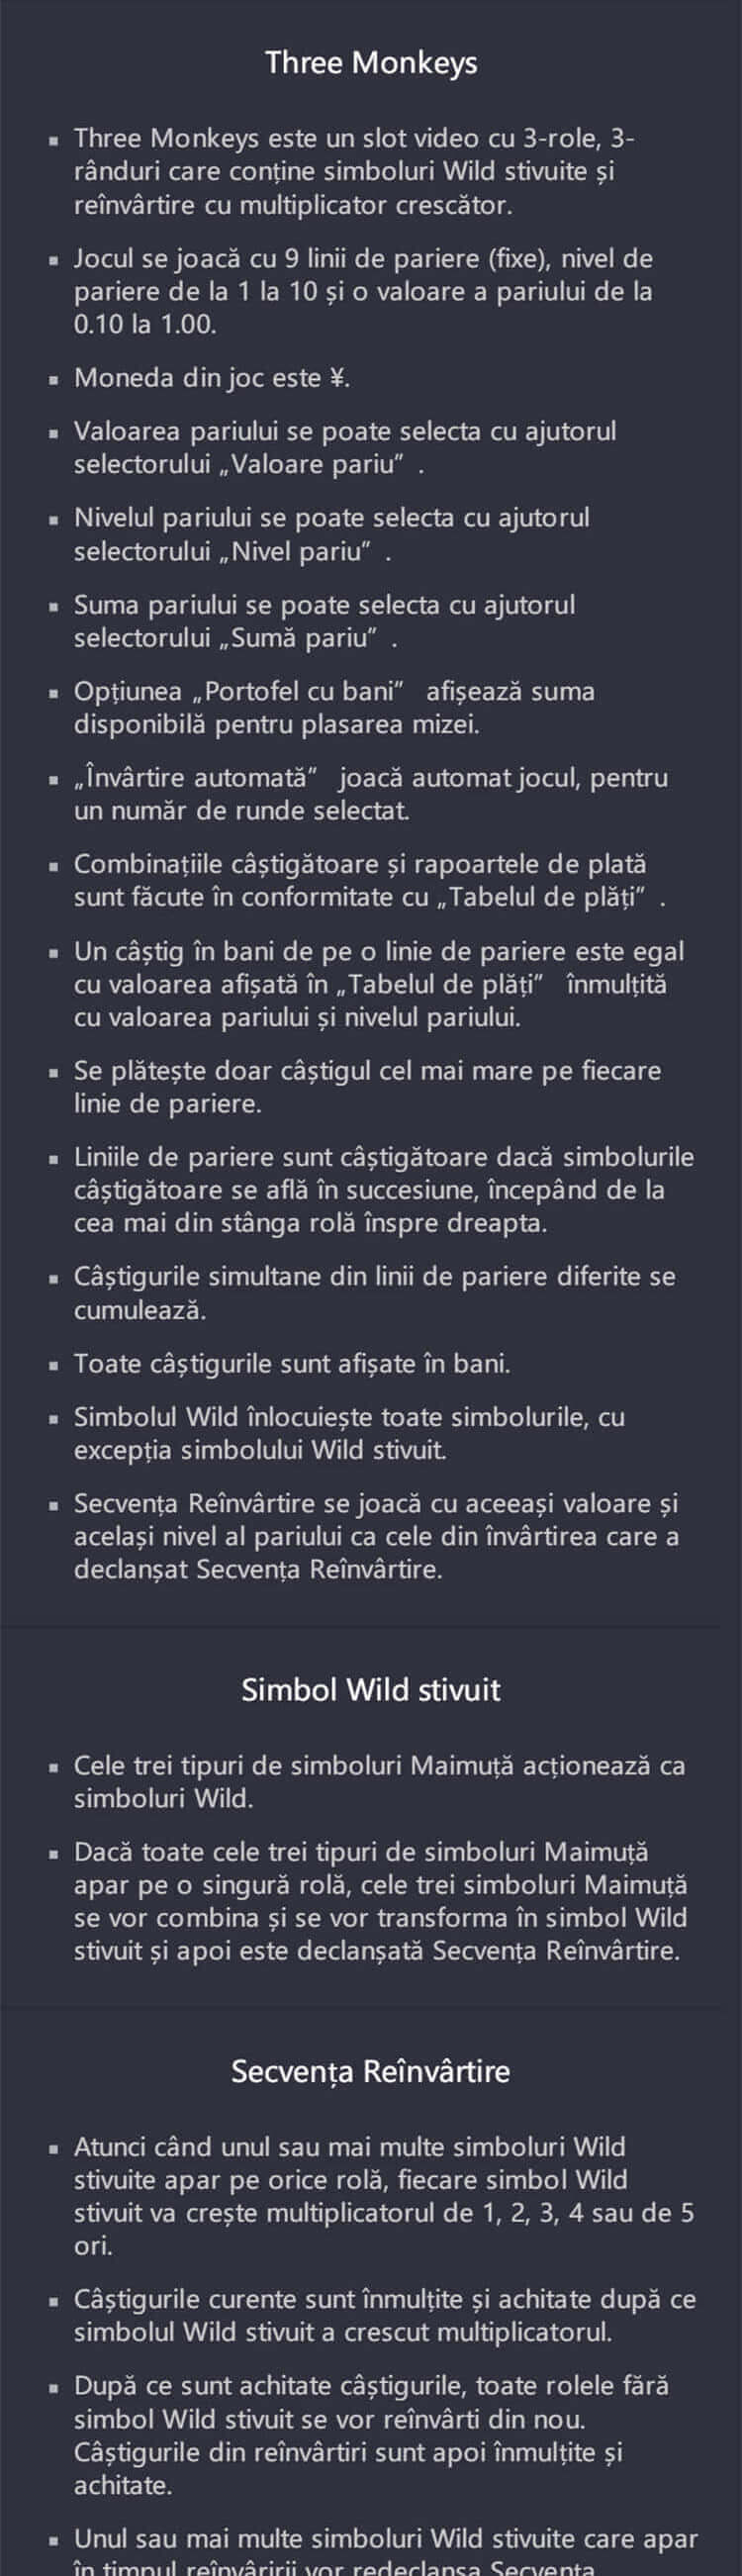 Three Monkeys
▪ Three Monkeys este un slot video cu 3-role, 3-
rânduri care conține simboluri Wild stivuite și
reînvârtire cu multiplicator crescător.
▪ Jocul se joacă cu 9 linii de pariere (fixe), nivel de
pariere de la 1 la 10 și o valoare a pariului de la
0.10 la 1.00.
▪ Moneda din joc este ¥.
▪ Valoarea pariului se poate selecta cu ajutorul
selectorului „Valoare pariu” .
▪ Nivelul pariului se poate selecta cu ajutorul
selectorului „Nivel pariu” .
▪ Suma pariului se poate selecta cu ajutorul
selectorului „Sumă pariu” .
▪ Opțiunea „Portofel cu bani” afișează suma
disponibilă pentru plasarea mizei.
▪ „Învârtire automată” joacă automat jocul, pentru
un număr de runde selectat.
▪ Combinațiile câștigătoare și rapoartele de plată
sunt făcute în conformitate cu „Tabelul de plăți” .
▪ Un câștig în bani de pe o linie de pariere este egal
cu valoarea afișată în „Tabelul de plăți” înmulțită
cu valoarea pariului și nivelul pariului.
▪ Se plătește doar câștigul cel mai mare pe fiecare
linie de pariere.
▪ Liniile de pariere sunt câștigătoare dacă simbolurile
câștigătoare se află în succesiune, începând de la
cea mai din stânga rolă înspre dreapta.
▪ Câștigurile simultane din linii de pariere diferite se
cumulează.
▪ Toate câștigurile sunt afișate în bani.
▪ Simbolul Wild înlocuiește toate simbolurile, cu
excepția simbolului Wild stivuit.
▪ Secvența Reînvârtire se joacă cu aceeași valoare și
același nivel al pariului ca cele din învârtirea care a
declanșat Secvența Reînvârtire.
Simbol Wild stivuit
▪ Cele trei tipuri de simboluri Maimuță acționează ca
simboluri Wild.
▪ Dacă toate cele trei tipuri de simboluri Maimuță
apar pe o singură rolă, cele trei simboluri Maimuță
se vor combina și se vor transforma în simbol Wild
stivuit și apoi este declanșată Secvența Reînvârtire.
Secvența Reînvârtire
▪ Atunci când unul sau mai multe simboluri Wild
stivuite apar pe orice rolă, fiecare simbol Wild
stivuit va crește multiplicatorul de 1, 2, 3, 4 sau de 5
ori.
▪ Câștigurile curente sunt înmulțite și achitate după ce
simbolul Wild stivuit a crescut multiplicatorul.
▪ După ce sunt achitate câștigurile, toate rolele fără
simbol Wild stivuit se vor reînvârti din nou.
Câștigurile din reînvârtiri sunt apoi înmulțite și
achitate.
▪ Unul sau mai multe simboluri Wild stivuite care apar
în timpul reînvâririi vor redeclanșa Secvența